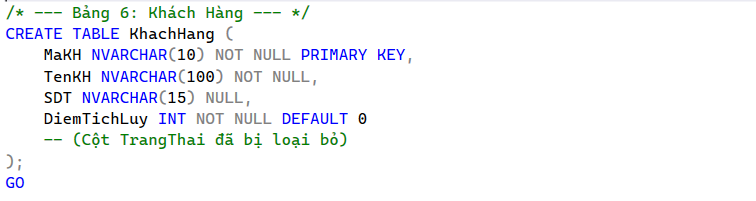 /* --- Bảng 6: Khách Hàng --- */
CREATE TABLE KhachHang (
    MaKH NVARCHAR(10) NOT NULL PRIMARY KEY,
    TenKH NVARCHAR(100) NOT NULL,
    SDT NVARCHAR(15) NULL,
    DiemTichLuy INT NOT NULL DEFAULT 0
    -- (Cột TrangThai đã bị loại bỏ)
);
GO